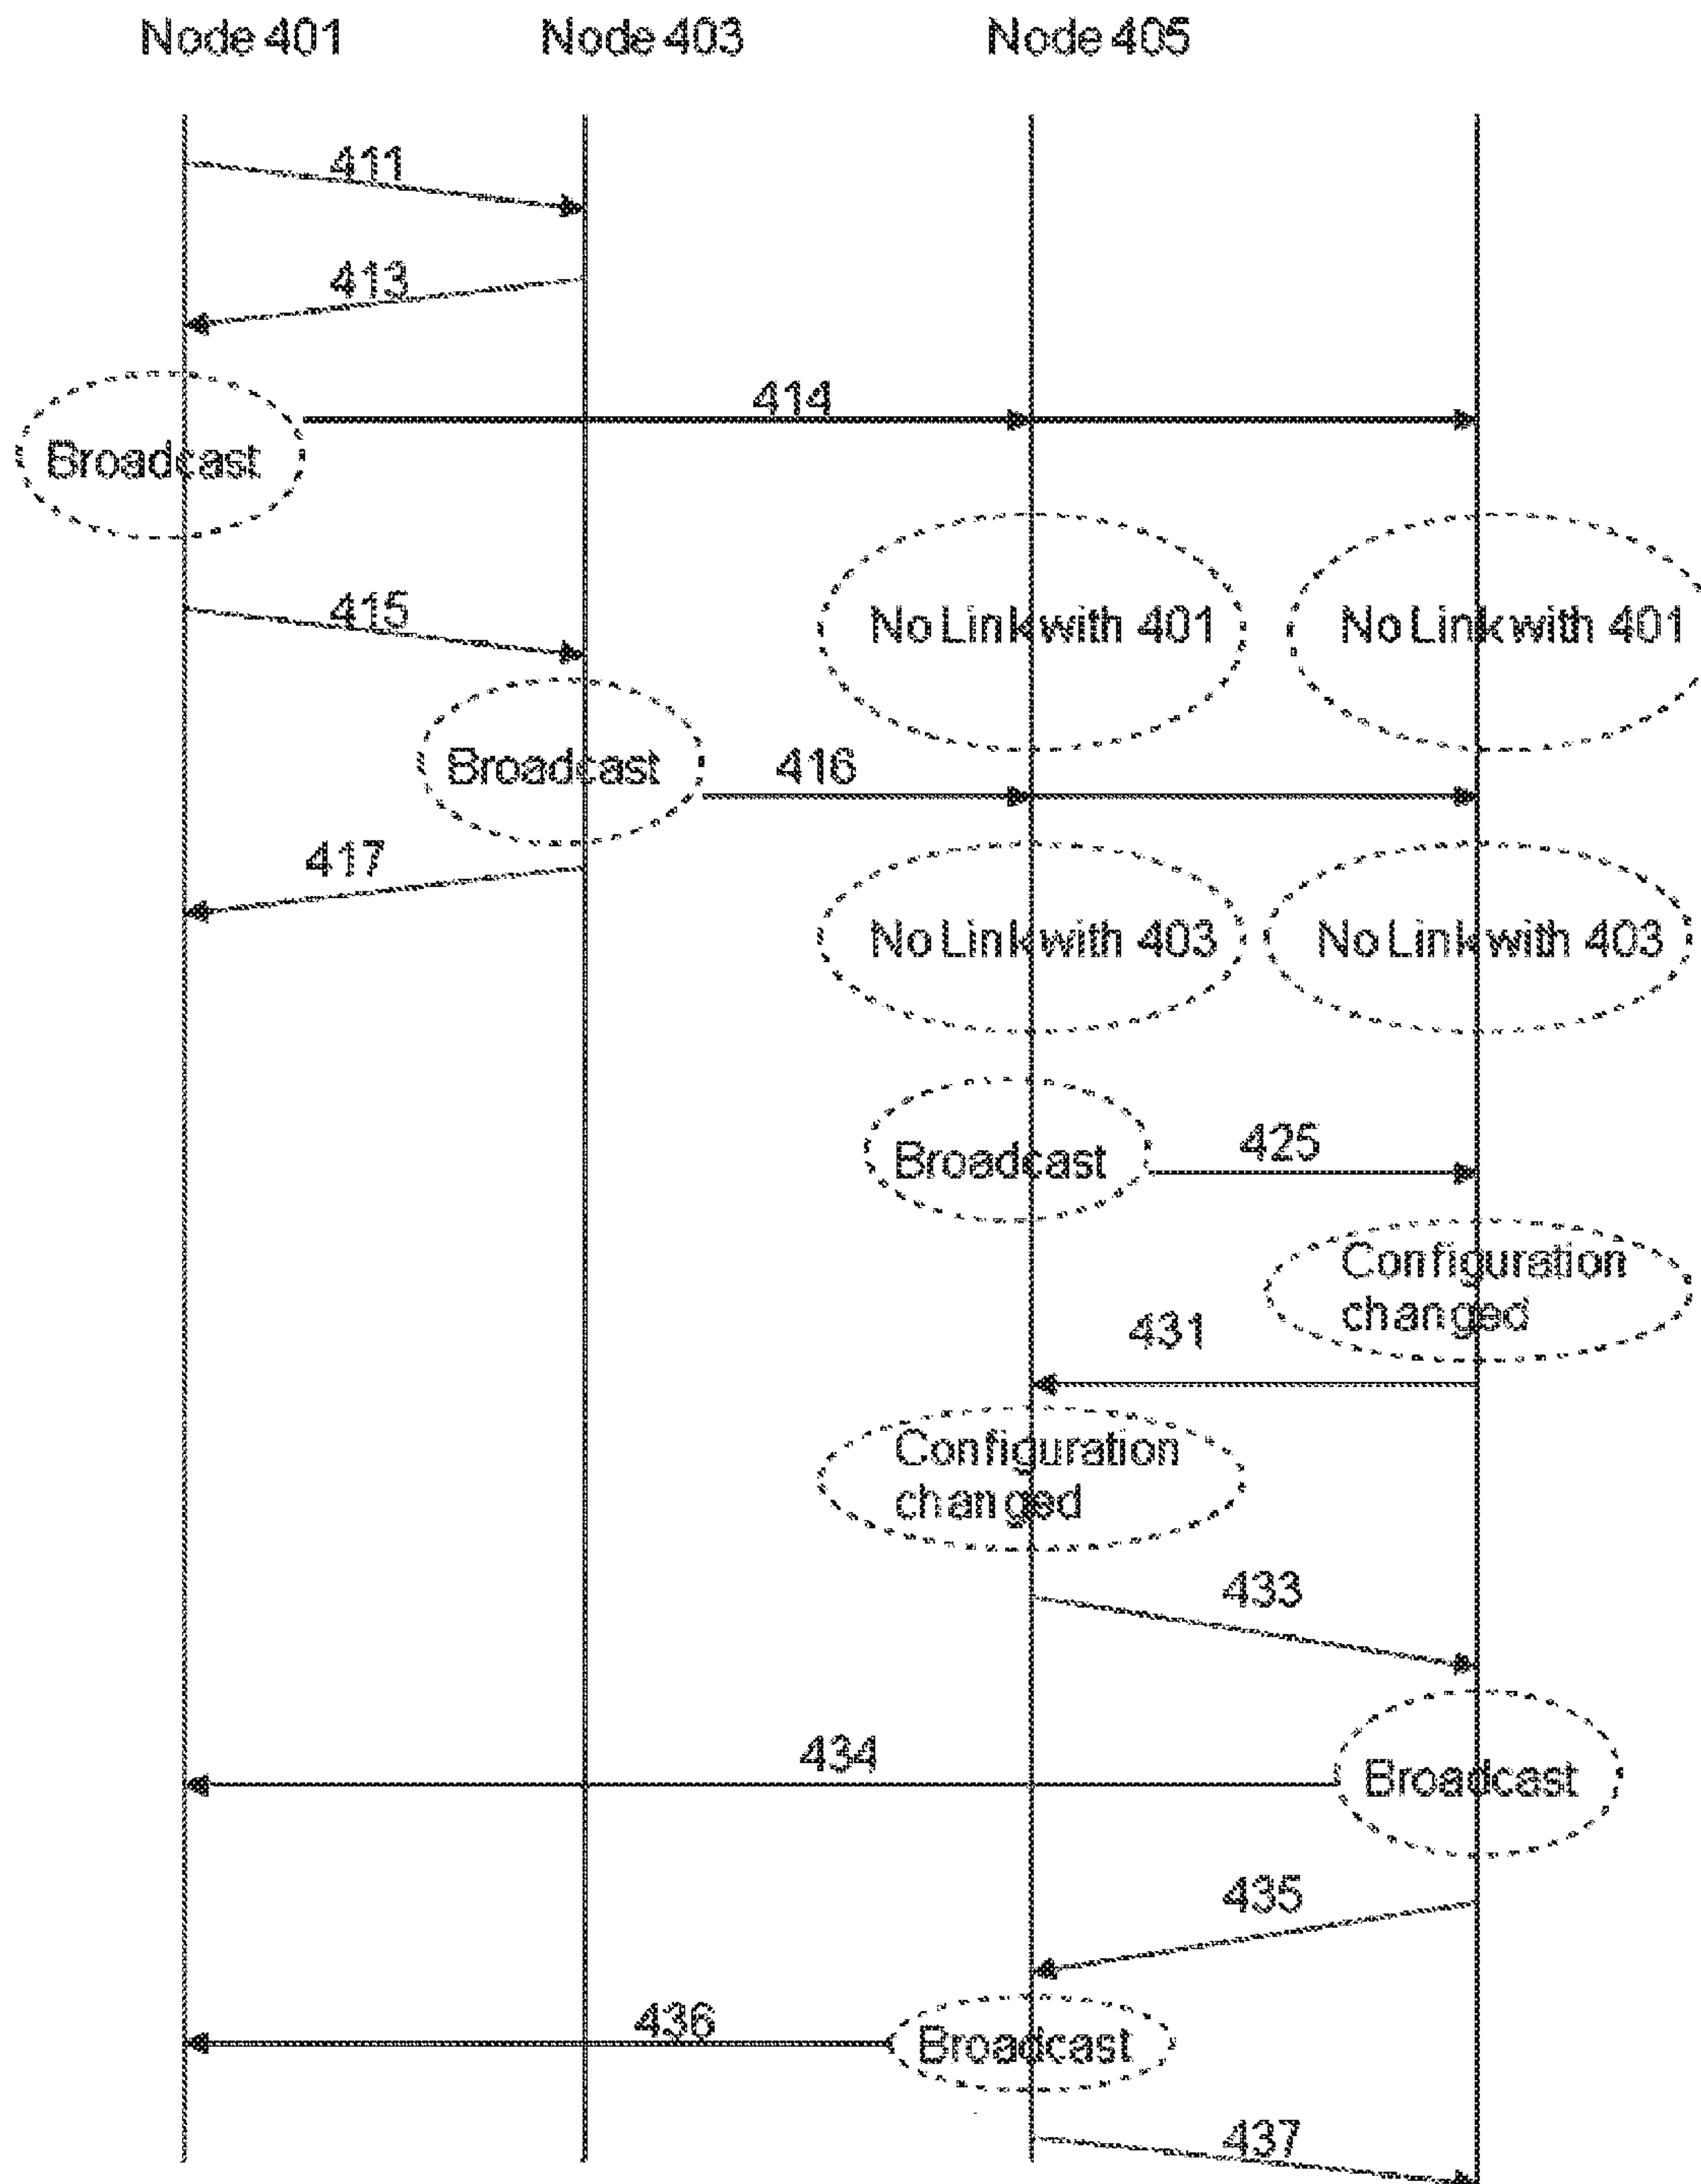 Node 401
Node 403
Node 405
411
413
414
Broadcast
415
No Link with 401
No Link with 401
Broadcast
416
417
No Link with 403
No Link with 403
Broadcast
425
Configuration
changed
431
Configuration
changed
433
434
Broadcast
435
436
Broadcast
437